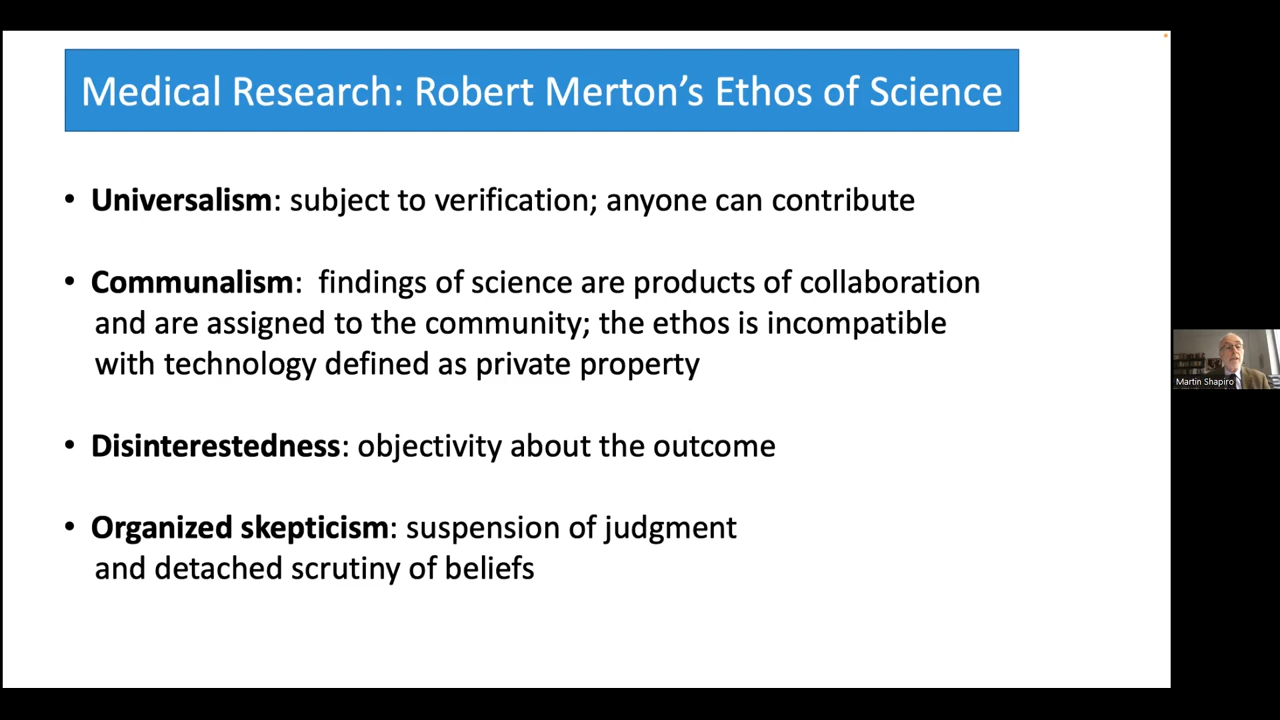 Medical Research: Robert Merton’s Ethos of Science
• Universalism: subject to verification; anyone can contribute
• Communalism:  findings of science are products of collaboration
and are assigned to the community; the ethos is incompatible
with technology defined as private property
• Disinterestedness: objectivity about the outcome
• Organized skepticism: suspension of judgment
and detached scrutiny of beliefs
Martin Shapiro